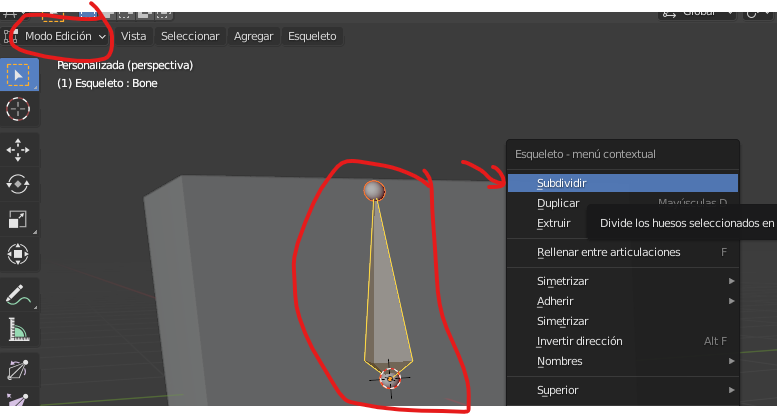 Global
Modo Edición
Vista
Seleccionar
Agregar
Esqueleto
Personalizada (perspectiva)
(1) Esqueleto : Bone
Esqueleto - menú contextual
Subdividir
Duplicar Mayúsculas D
Extruir
Divide los huesos seleccionados en
Rellenar entre articulaciones F
Simetrizar
Adherir
Simetrizar
Invertir dirección Alt F
Nombres
Superior